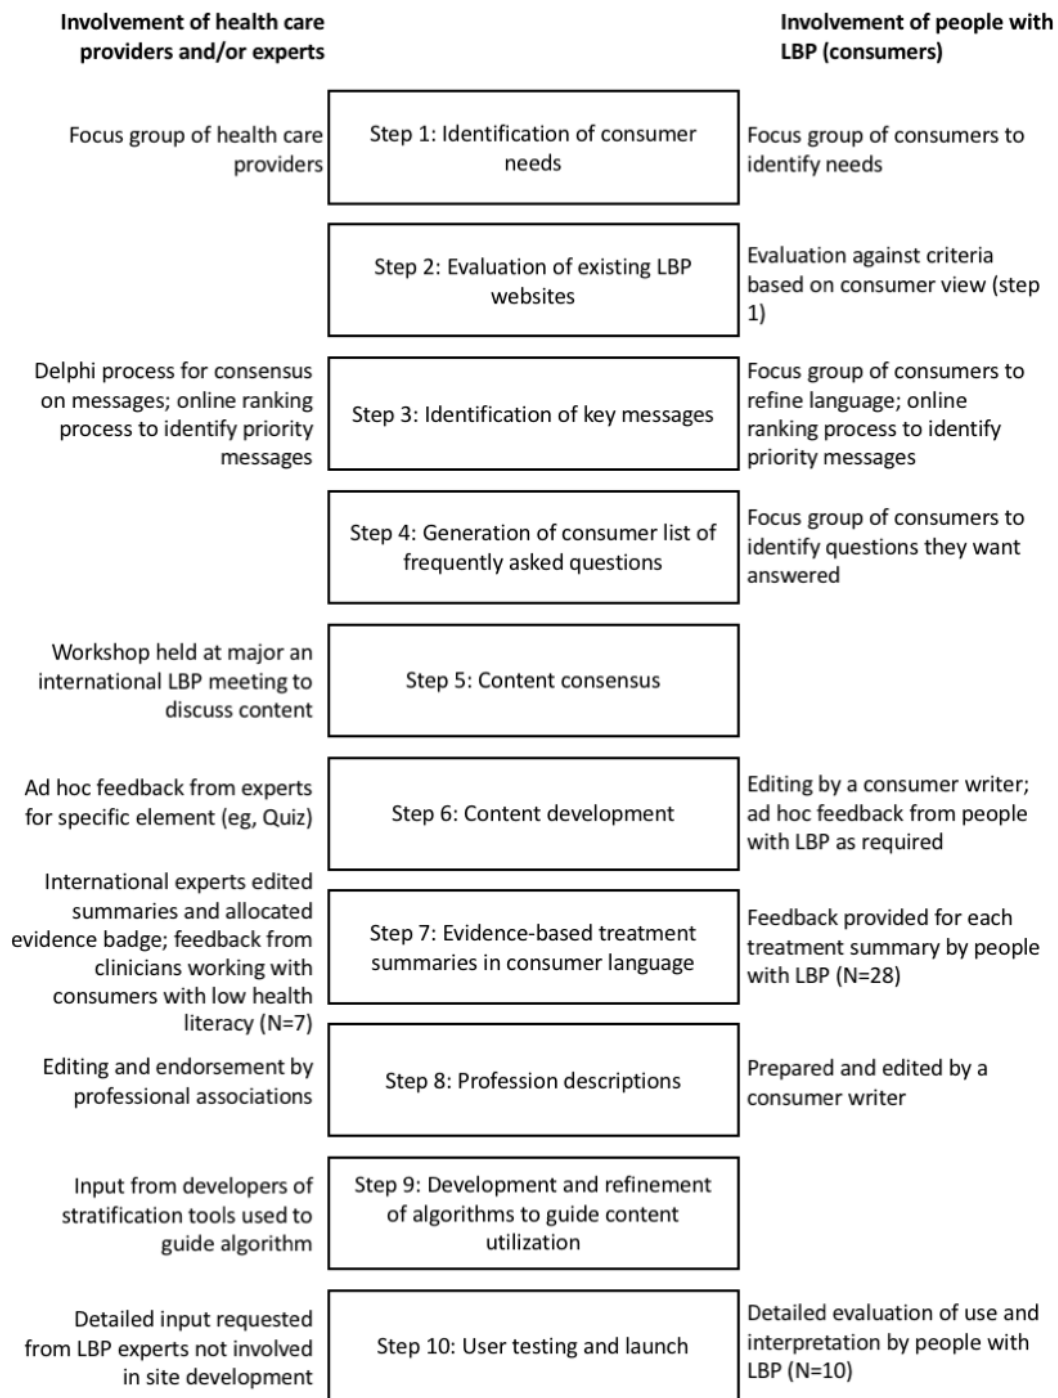 Involvement of health care
providers and/or experts
Involvement of people with
LBP (consumers)
Focus group of health care
providers
Step 1: Identification of consumer
needs
Focus group of consumers to
identify needs
Step 2: Evaluation of existing LBP
websites
Evaluation against criteria
based on consumer view (step
1)
Delphi process for consensus
on messages; online ranking
process to identify priority
messages
Step 3: Identification of key messages
Focus group of consumers to
refine language; online
ranking process to identify
priority messages
Step 4: Generation of consumer list of
frequently asked questions
Focus group of consumers to
identify questions they want
answered
Workshop held at major an
international LBP meeting to
discuss content
Step 5: Content consensus
Ad hoc feedback from experts
for specific element (eg, Quiz)
Step 6: Content development
Editing by a consumer writer;
ad hoc feedback from people
with LBP as required
International experts edited
summaries and allocated
evidence badge; feedback from
clinicians working with
consumers with low health
literacy (N=7)
Step 7: Evidence-based treatment
summaries in consumer language
Feedback provided for each
treatment summary by people
with LBP (N=28)
Editing and endorsement by
professional associations
Step 8: Profession descriptions
Prepared and edited by a
consumer writer
Input from developers of
stratification tools used to
guide algorithm
Step 9: Development and refinement
of algorithms to guide content
utilization
Detailed input requested
from LBP experts not involved
in site development
Step 10: User testing and launch
Detailed evaluation of use and
interpretation by people with
LBP (N=10)